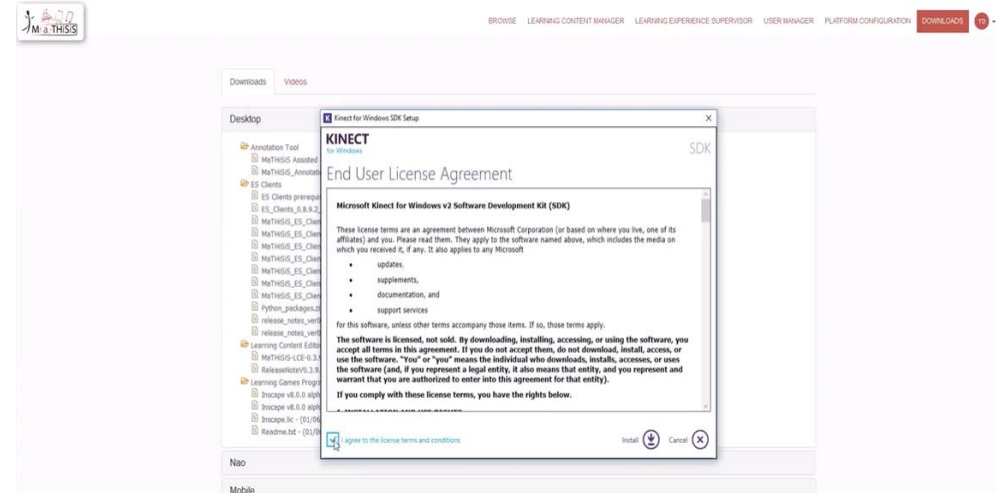 MaTHiSiS
BROWSE LEARNING CONTENT MANAGER LEARNING EXPERIENCE SUPERVISOR USER MANAGER PLATFORM CONFIGURATION DOWNLOADS TD
Downloads Videos
Desktop
Annotation Tool
MaTHiSiS Assisted
MaTHiSiS_Annotati
ES Clients
ES Clients prerequi
ES_Clients_0.8.9.2_
MaTHiSiS_ES_Clien
MaTHiSiS_ES_Clien
MaTHiSiS_ES_Clien
MaTHiSiS_ES_Clien
MaTHiSiS_ES_Clien
MaTHiSiS_ES_Clien
MaTHiSiS_ES_Clien
Python_packages.zi
release_notes_ver0
release_notes_ver0
Learning Content Edito
MaTHiSiS-LCE-0.3.9
ReleaseNoteV0.3.9.
Learning Games Progra
Inscape v8.0.0 alph
Inscape v8.0.0 alph
Inscape.lic - (01/06
Readme.txt - (01/0
Nao
Mobile
Kinect for Windows SDK Setup
KINECT
for Windows
SDK
End User License Agreement
Microsoft Kinect for Windows v2 Software Development Kit (SDK)
These license terms are an agreement between Microsoft Corporation (or based on where you live, one of its
affiliates) and you. Please read them. They apply to the software named above, which includes the media on
which you received it, if any. It also applies to any Microsoft
• updates,
• supplements,
• documentation, and
• support services
for this software, unless other terms accompany those items. If so, those terms apply.
The software is licensed, not sold. By downloading, installing, accessing, or using the software, you
accept all terms in this agreement. If you do not accept them, do not download, install, access, or
use the software. "You" or "you" means the individual who downloads, installs, accesses, or uses
the software (and, if you represent a legal entity, it also means that entity, and you represent and
warrant that you are authorized to enter into this agreement for that entity).
If you comply with these license terms, you have the rights below.
1. INSTALLATION AND USE RIGHTS
I agree to the license terms and conditions
Install Cancel